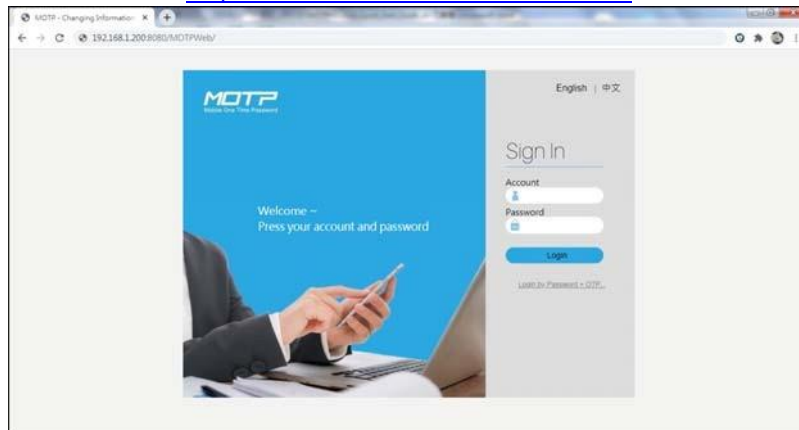 MOTP - Changing Information
192.168.1.200:8080/MOTPWeb/
MOTP
Mobile One Time Password
English | 中文
Sign In
Account
Password
Welcome –
Press your account and password
Login
Login by Password + OTP...